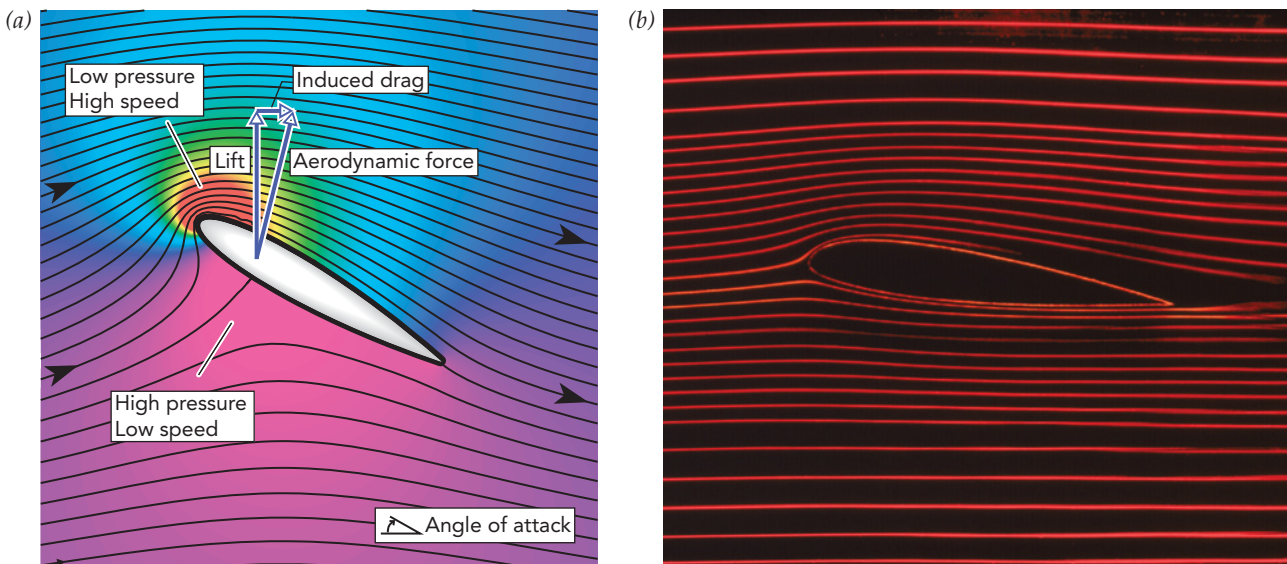 (a)
Low pressure
High speed
Induced drag
Lift
Aerodynamic force
High pressure
Low speed
Angle of attack
(b)